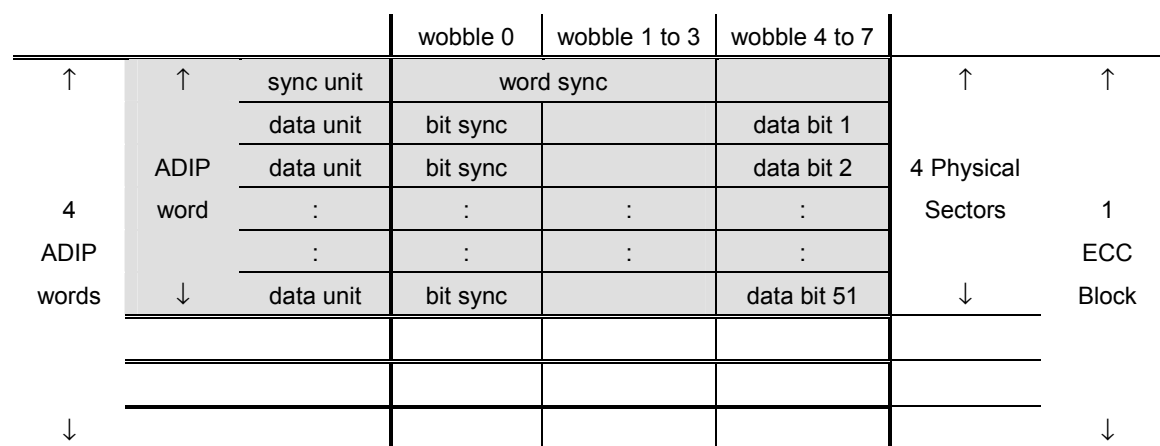 wobble 0 wobble 1 to 3 wobble 4 to 7
↑ ↑ sync unit word sync ↑ ↑
data unit bit sync data bit 1
ADIP data unit bit sync data bit 2 4 Physical
4 word : : : : Sectors 1
ADIP : : : : ECC
words ↓ data unit bit sync data bit 51 ↓ Block
↓ ↓